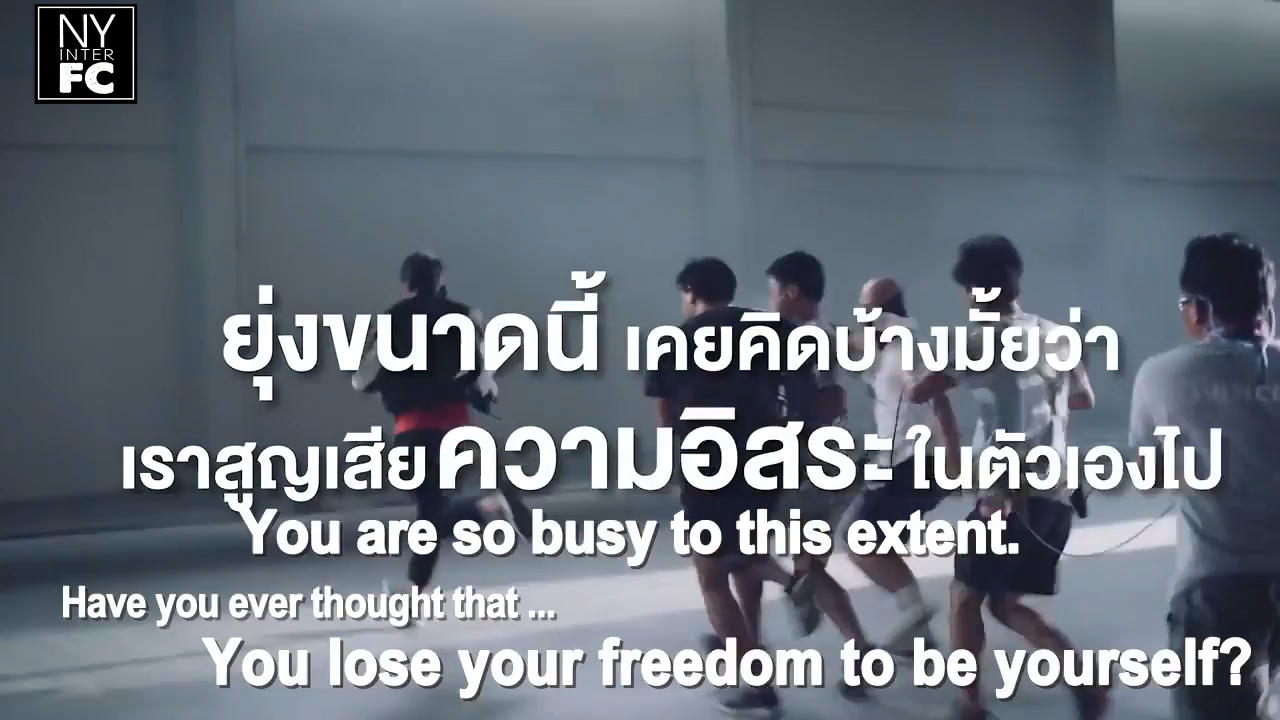 NY
INTER
FC
ยุ่งขนาดนี้ เคยคิดบ้างมั้ยว่า
เราสูญเสียความอิสระในตัวเองไป
You are so busy to this extent.
Have you ever thought that ...
You lose your freedom to be yourself?